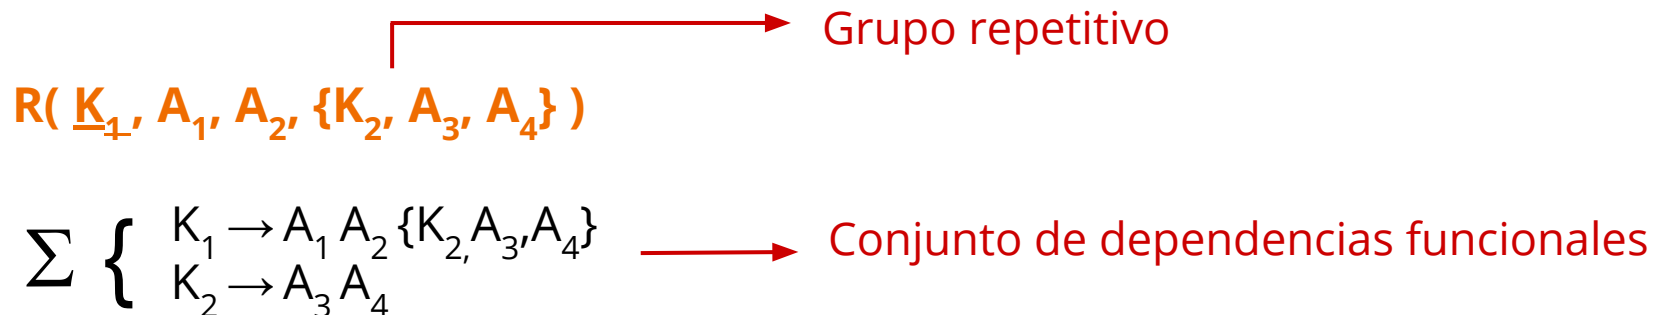 Grupo repetitivo
R( K₁, A₁, A₂, {K₂, A₃, A₄} )
Σ { K₁ → A₁ A₂ {K₂, A₃,A₄}
K₂ → A₃ A₄
Conjunto de dependencias funcionales